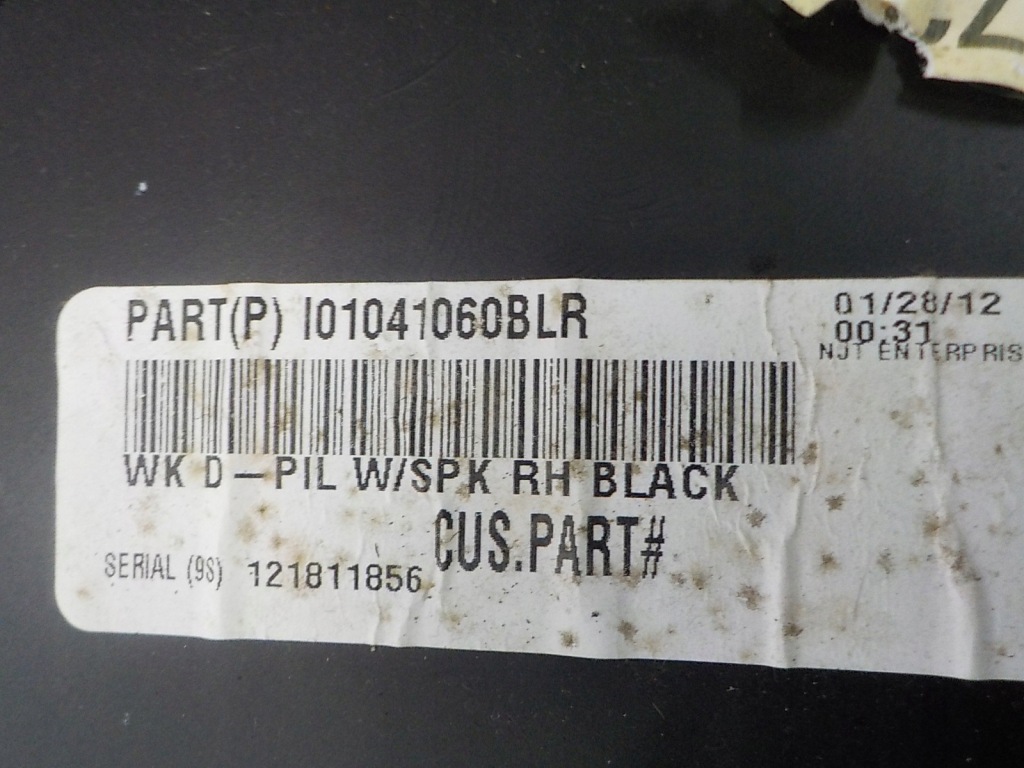 PART(P) I01041060BLR
01/28/12
00:31
NJT ENTERPRIS
WK D-PIL W/SPK RH BLACK
CUS.PART#
SERIAL (9S) 121811856